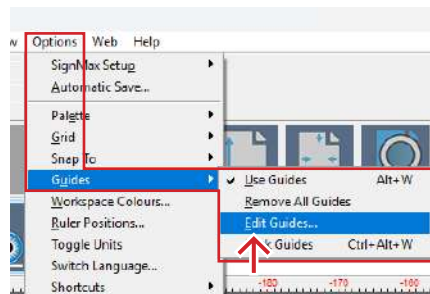 Options Web Help
SignMax Setup
Automatic Save...
Palette
Grid
Snap To
Guides
Use Guides Alt+W
Remove All Guides
Workspace Colours...
Edit Guides...
Ruler Positions...
Toggle Units
Guides Ctrl+Alt+W
Switch Language...
Shortcuts
-180 -170 -160